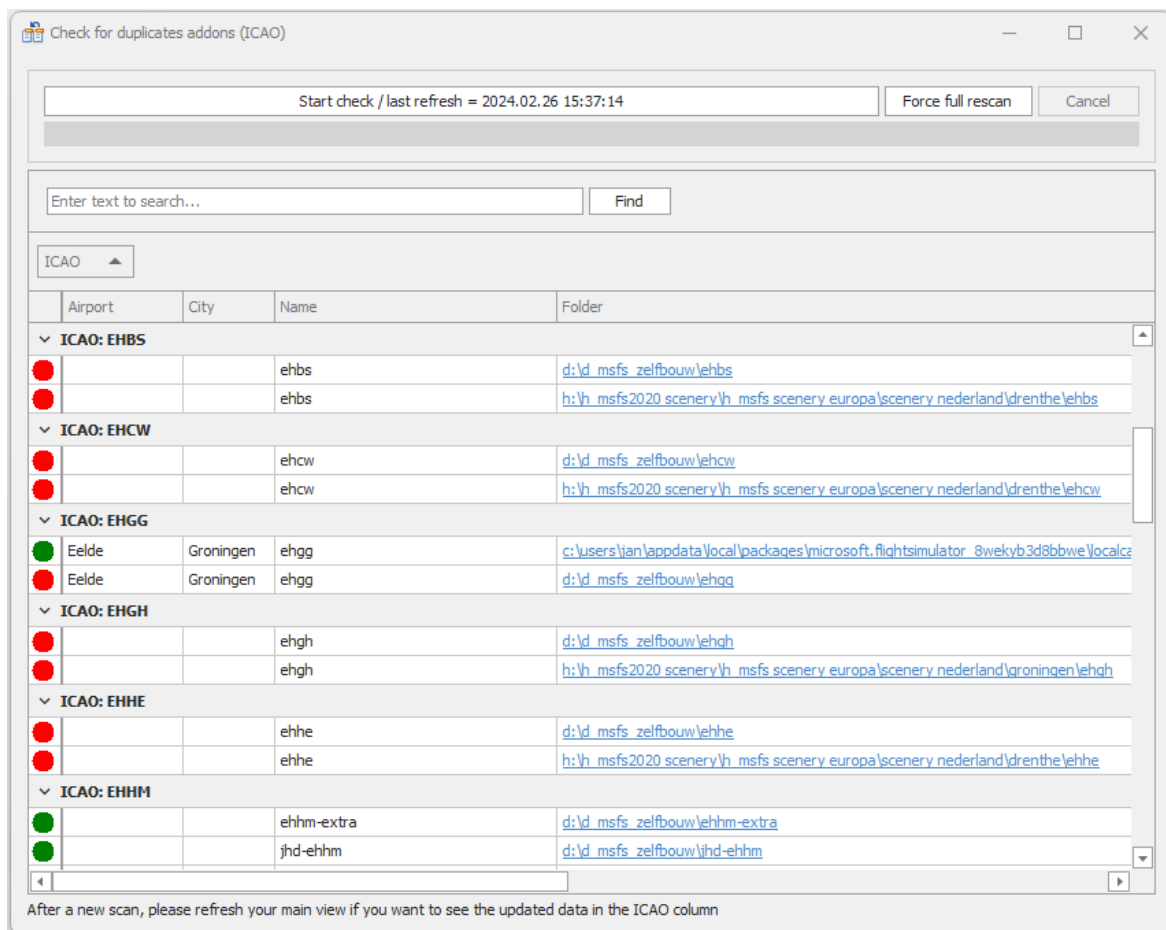 Check for duplicates addons (ICAO)
Start check / last refresh = 2024.02.26 15:37:14 Force full rescan Cancel
Enter text to search... Find
ICAO
Airport City Name Folder
ICAO: EHBS
ehbs d:\d_msfs_zelfbouw\ehbs
ehbs h:\h_msfs2020 scenery\h_msfs scenery europa\scenery nederland\drenthe\ehbs
ICAO: EHCW
ehcw d:\d_msfs_zelfbouw\ehcw
ehcw h:\h_msfs2020 scenery\h_msfs scenery europa\scenery nederland\drenthe\ehcw
ICAO: EHGG
Eelde Groningen ehgg c:\users\jan\appdata\local\packages\microsoft.flightsimulator_8wekyb3d8bbwe\localca
Eelde Groningen ehgg d:\d_msfs_zelfbouw\ehgg
ICAO: EHGH
ehgh d:\d_msfs_zelfbouw\ehgh
ehgh h:\h_msfs2020 scenery\h_msfs scenery europa\scenery nederland\groningen\ehgh
ICAO: EHHE
ehhe d:\d_msfs_zelfbouw\ehhe
ehhe h:\h_msfs2020 scenery\h_msfs scenery europa\scenery nederland\drenthe\ehhe
ICAO: EHHM
ehhm-extra d:\d_msfs_zelfbouw\ehhm-extra
jhd-ehhm d:\d_msfs_zelfbouw\jhd-ehhm
After a new scan, please refresh your main view if you want to see the updated data in the ICAO column